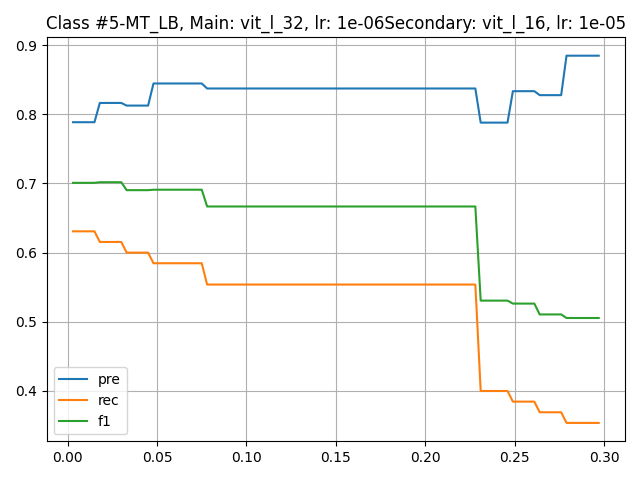 Class #5-MT_LB, Main: vit_l_32, lr: 1e-06Secondary: vit_l_16, lr: 1e-05
0.9
0.8
0.7
0.6
0.5
0.4
pre
rec
f1
0.00 0.05 0.10 0.15 0.20 0.25 0.30